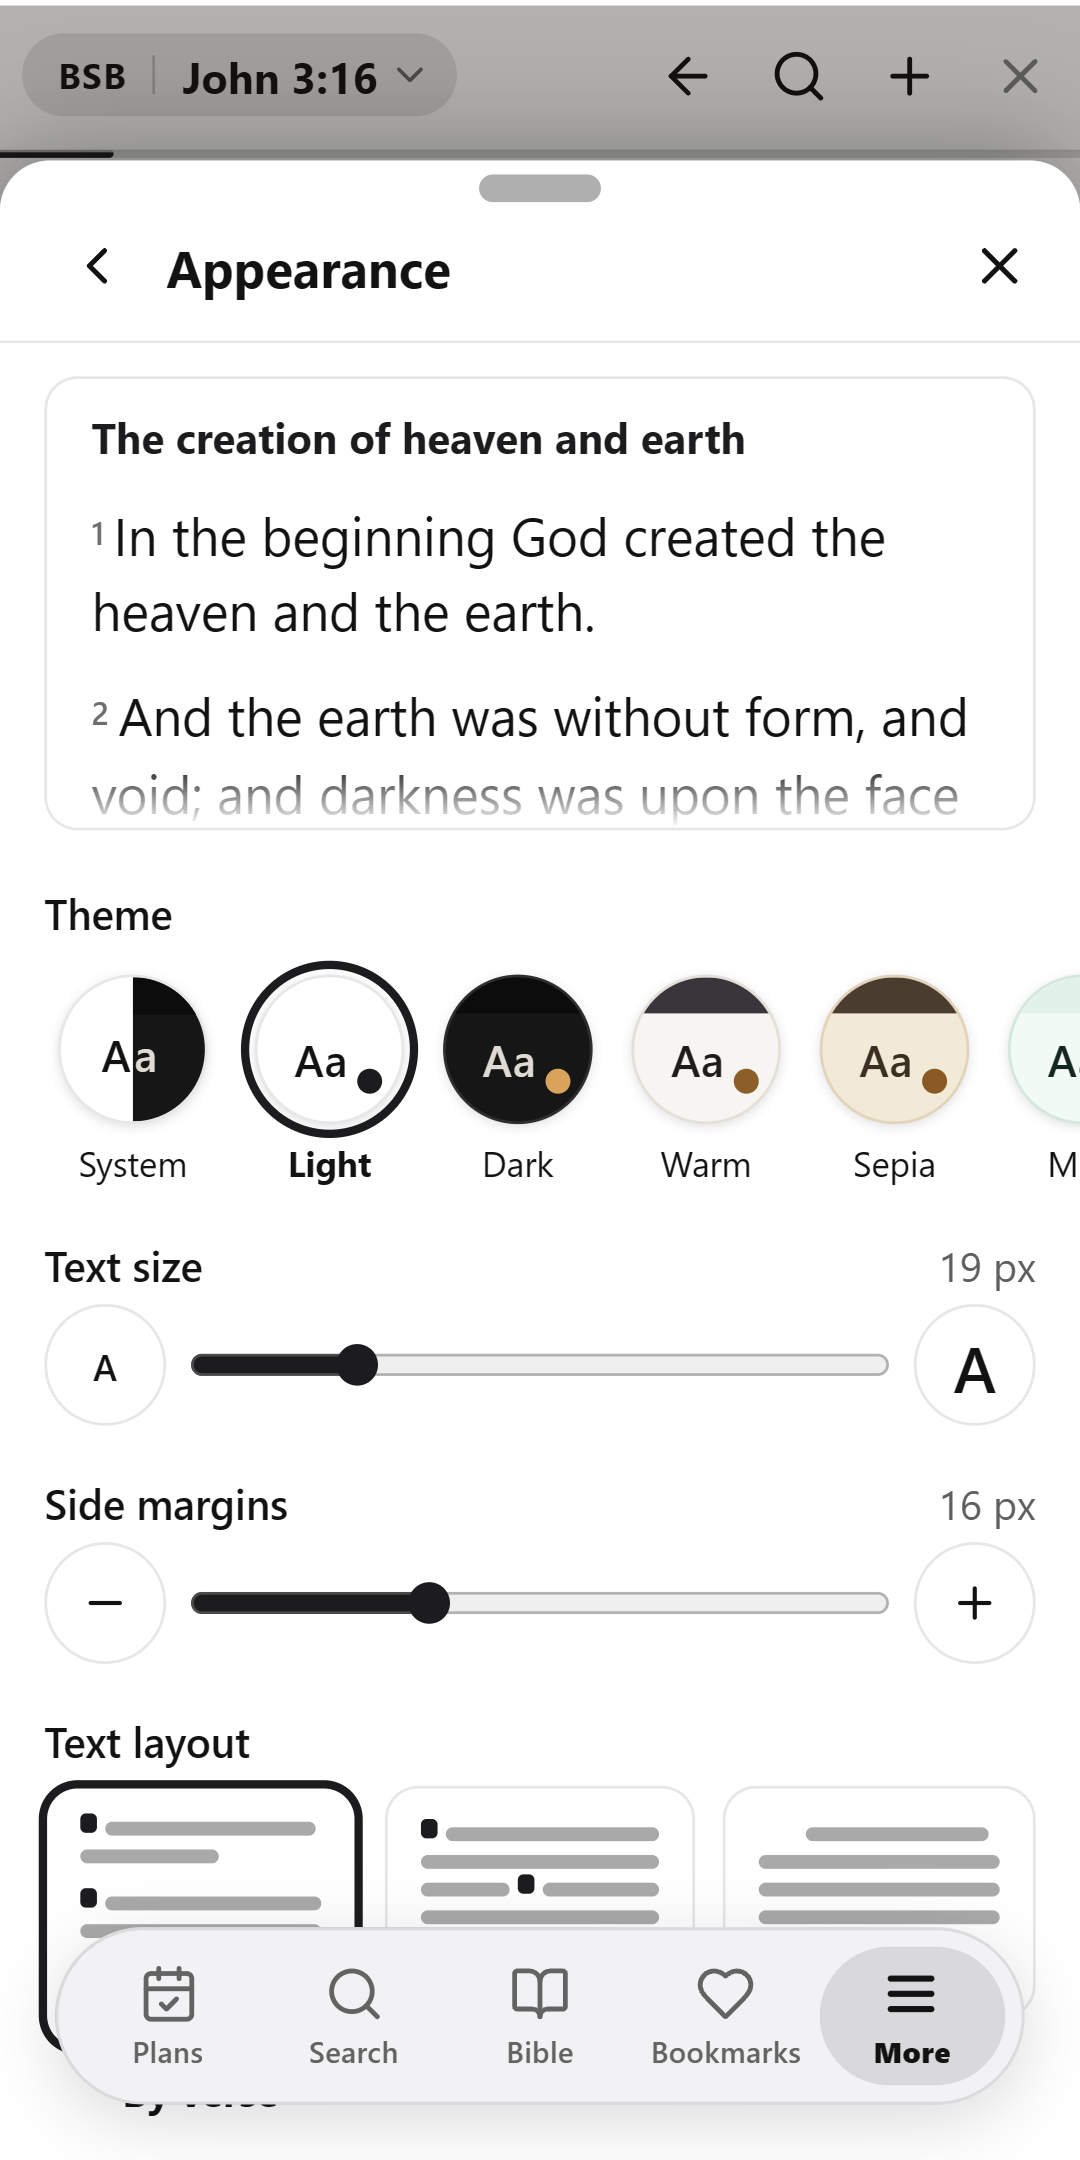 BSB John 3:16
Appearance
The creation of heaven and earth
1 In the beginning God created the
heaven and the earth.
2 And the earth was without form, and
void; and darkness was upon the face
Theme
Aa Aa Aa Aa Aa A
System Light Dark Warm Sepia M
Text size 19 px
A A
Side margins 16 px
Text layout
Plans Search Bible Bookmarks More
By verse